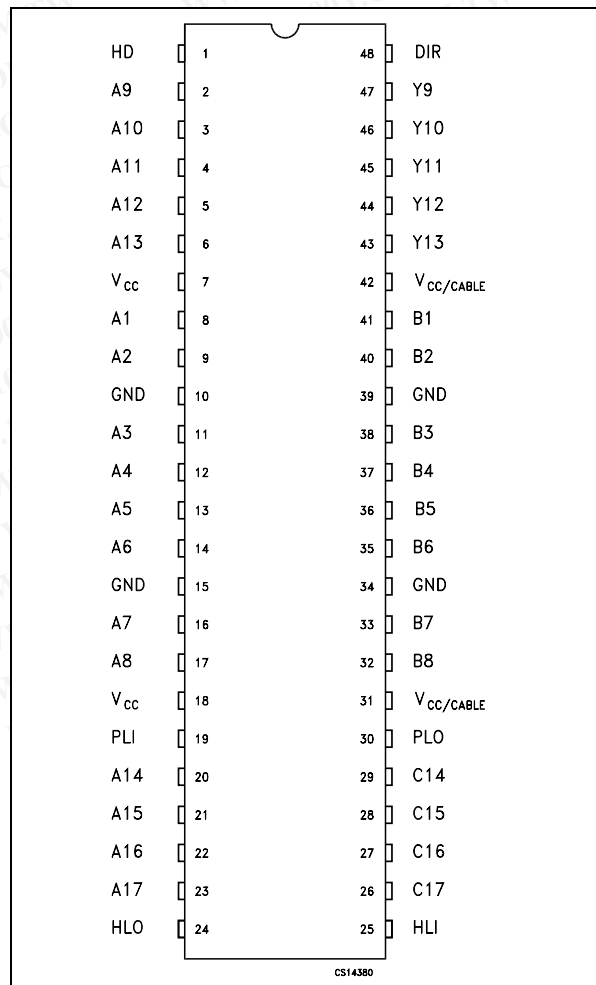 HD 1 48 DIR
A9 2 47 Y9
A10 3 46 Y10
A11 4 45 Y11
A12 5 44 Y12
A13 6 43 Y13
VCC 7 42 VCC/CABLE
A1 8 41 B1
A2 9 40 B2
GND 10 39 GND
A3 11 38 B3
A4 12 37 B4
A5 13 36 B5
A6 14 35 B6
GND 15 34 GND
A7 16 33 B7
A8 17 32 B8
VCC 18 31 VCC/CABLE
PLI 19 30 PLO
A14 20 29 C14
A15 21 28 C15
A16 22 27 C16
A17 23 26 C17
HLO 24 25 HLI
CS14380